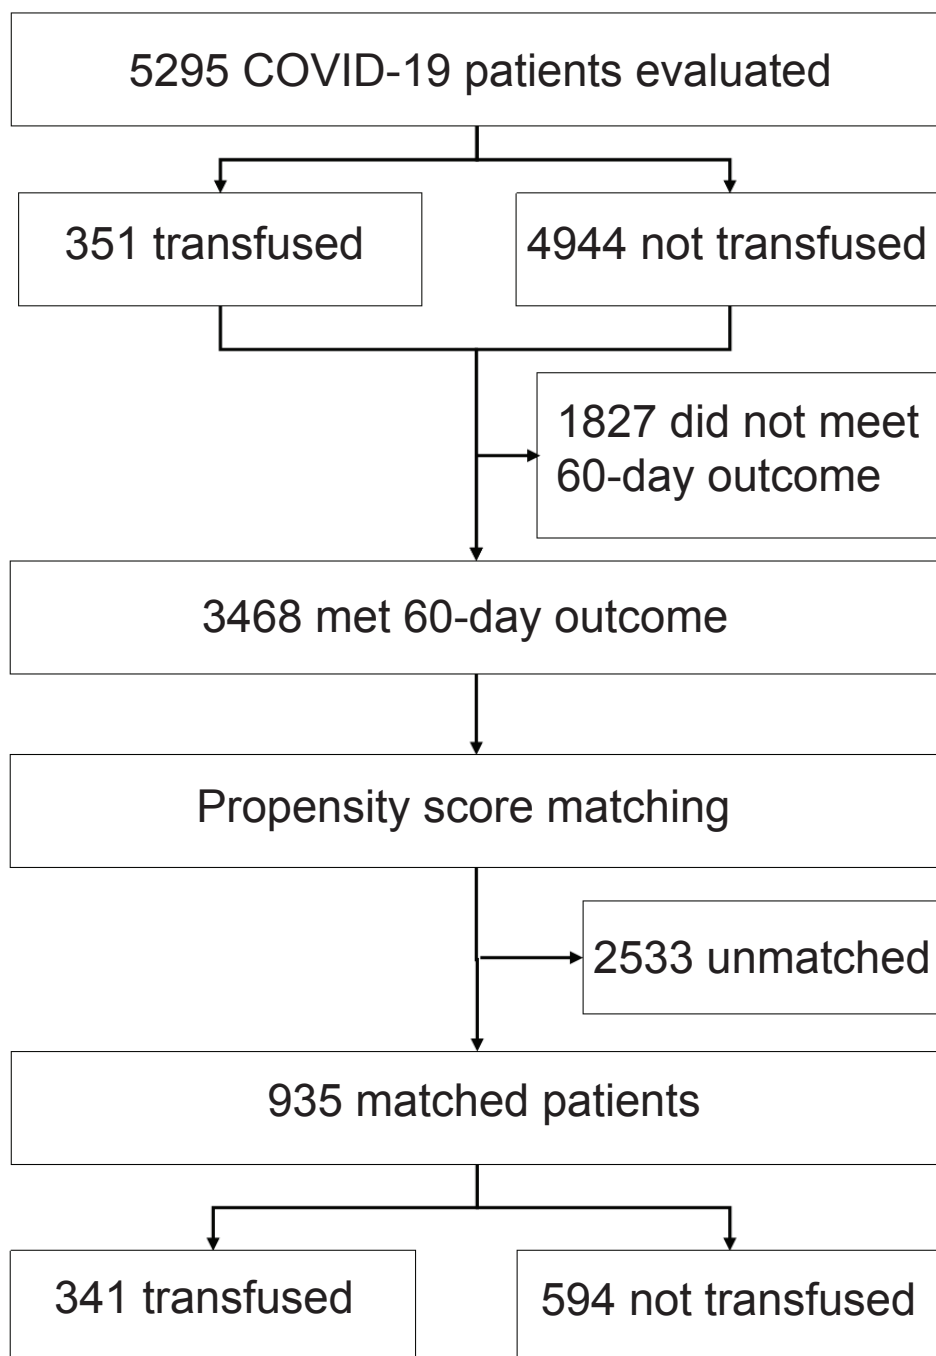 5295 COVID-19 patients evaluated
351 transfused
4944 not transfused
1827 did not meet
60-day outcome
3468 met 60-day outcome
Propensity score matching
2533 unmatched
935 matched patients
341 transfused
594 not transfused